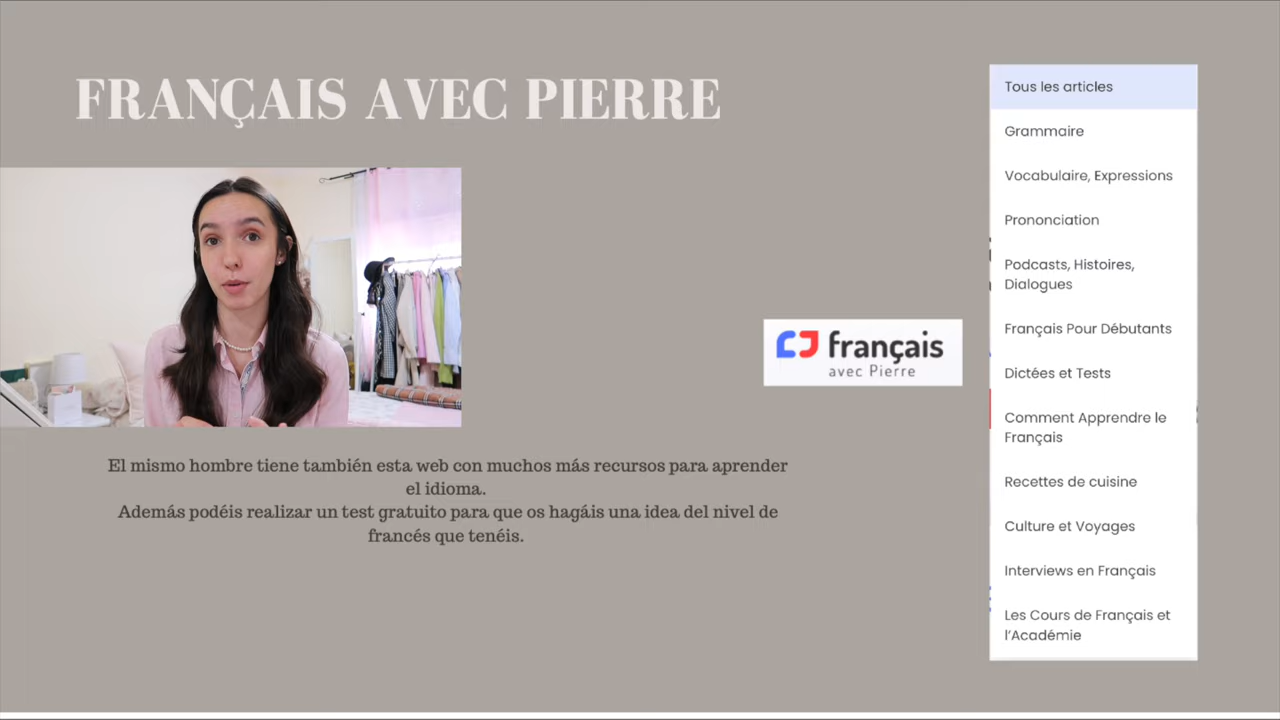 FRANÇAIS AVEC PIERRE
français
avec Pierre
El mismo hombre tiene también esta web con muchos más recursos para aprender
el idioma.
Además podéis realizar un test gratuito para que os hagáis una idea del nivel de
francés que tenéis.
Tous les articles
Grammaire
Vocabulaire, Expressions
Prononciation
Podcasts, Histoires,
Dialogues
Français Pour Débutants
Dictées et Tests
Comment Apprendre le
Français
Recettes de cuisine
Culture et Voyages
Interviews en Français
Les Cours de Français et
l'Académie